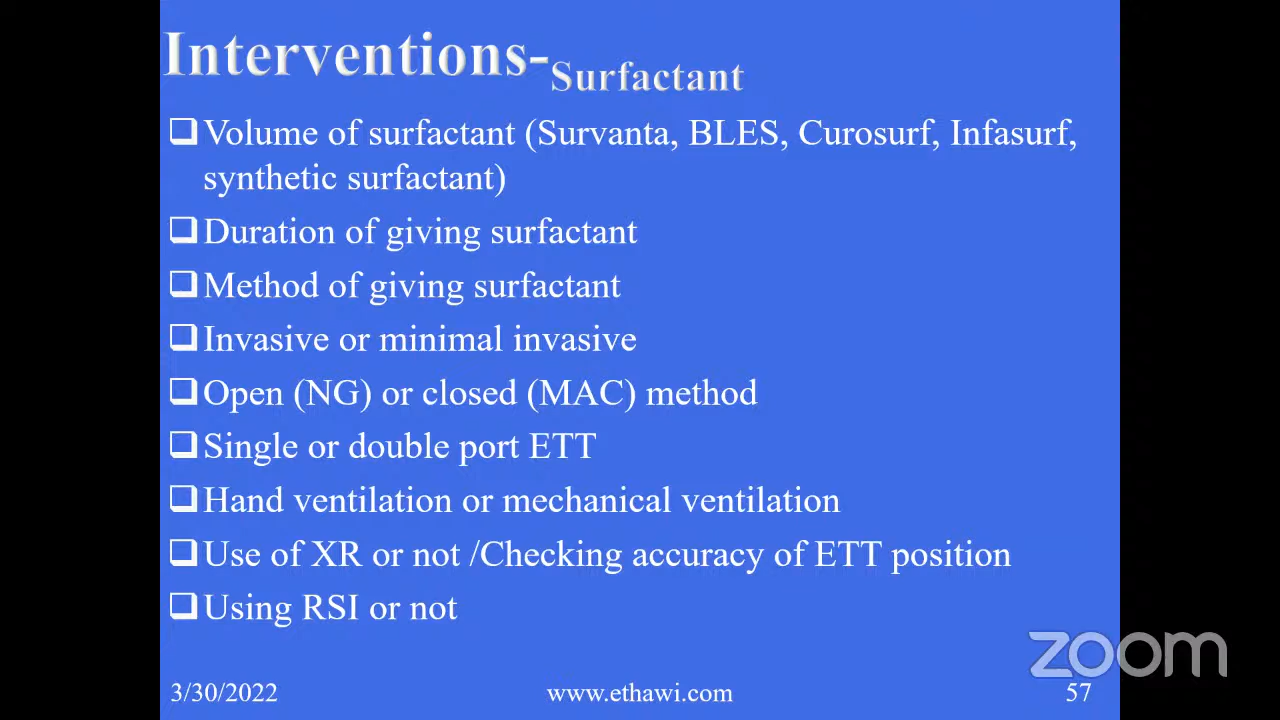 Interventions-Surfactant
Volume of surfactant (Survanta, BLES, Curosurf, Infasurf,
synthetic surfactant)
Duration of giving surfactant
Method of giving surfactant
Invasive or minimal invasive
Open (NG) or closed (MAC) method
Single or double port ETT
Hand ventilation or mechanical ventilation
Use of XR or not /Checking accuracy of ETT position
Using RSI or not
zoom
3/30/2022 www.ethawi.com 57